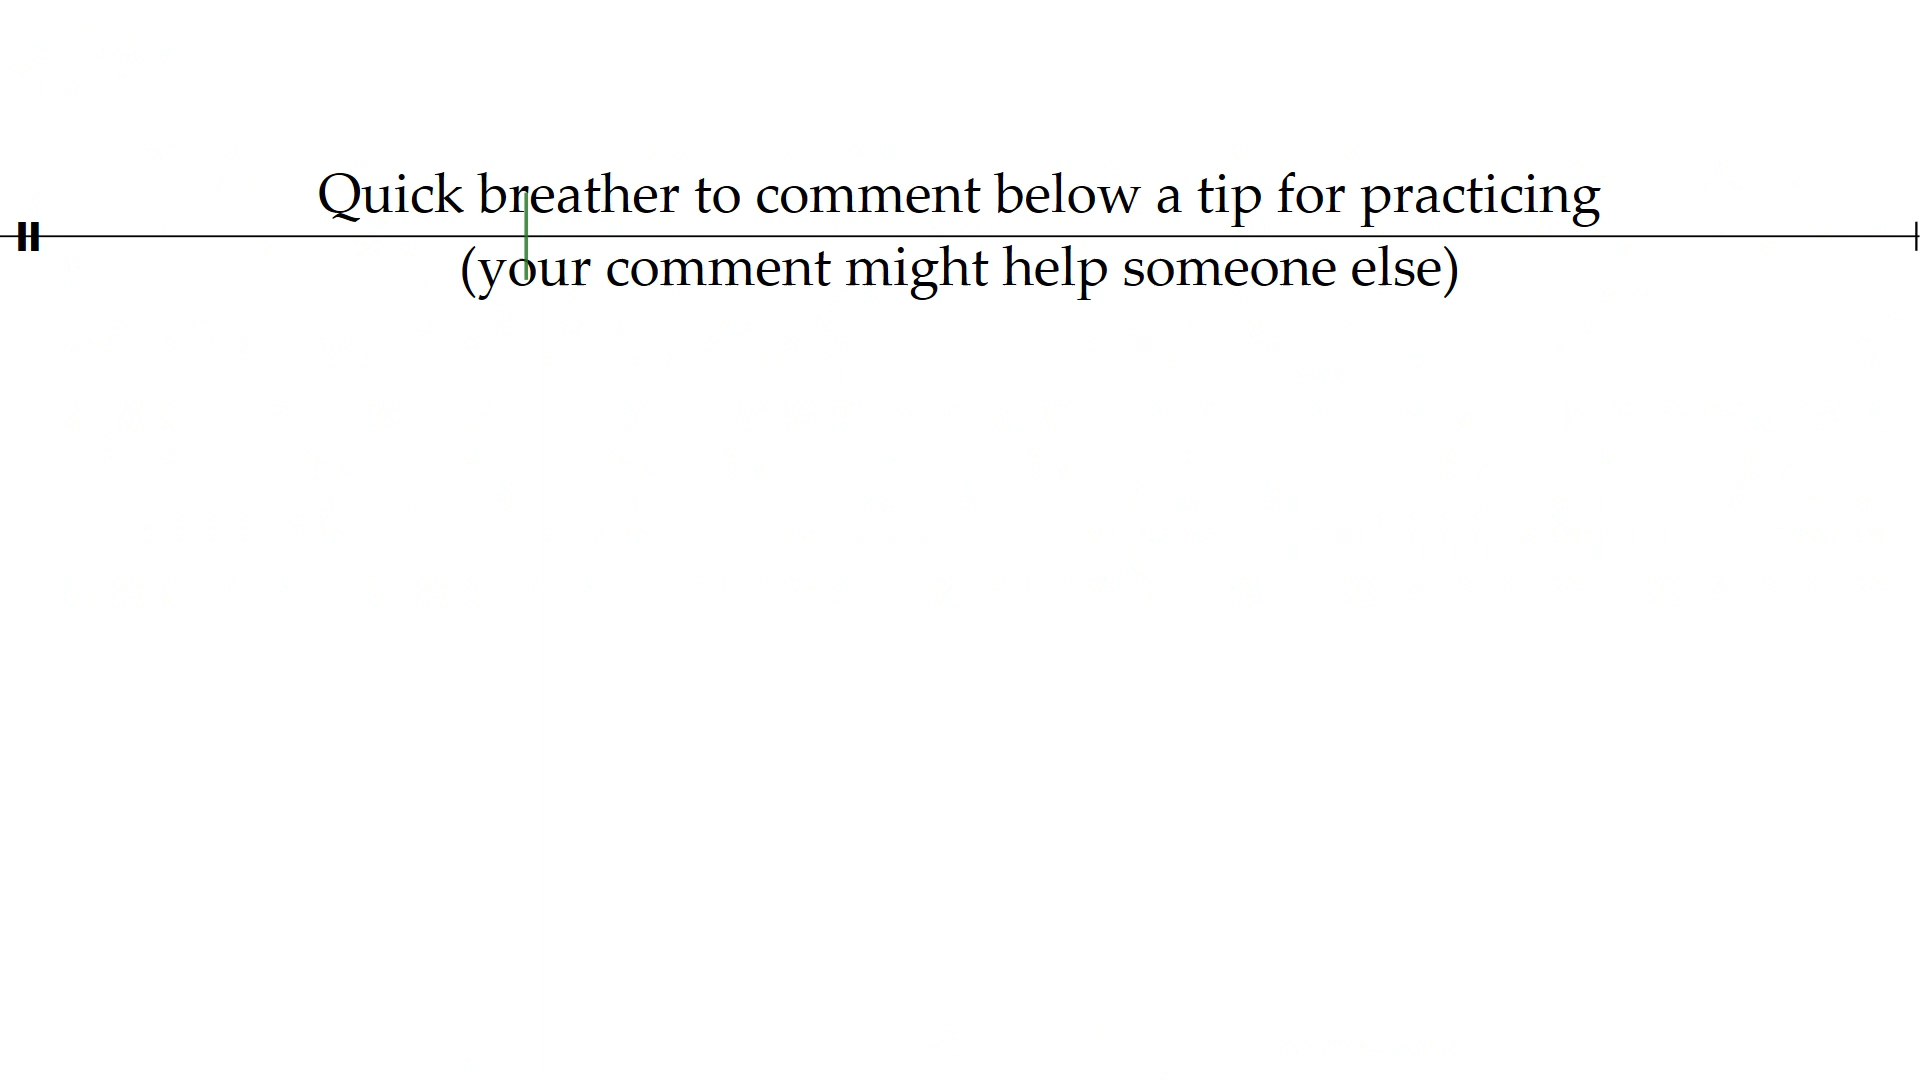 Quick breather to comment below a tip for practicing
(your comment might help someone else)